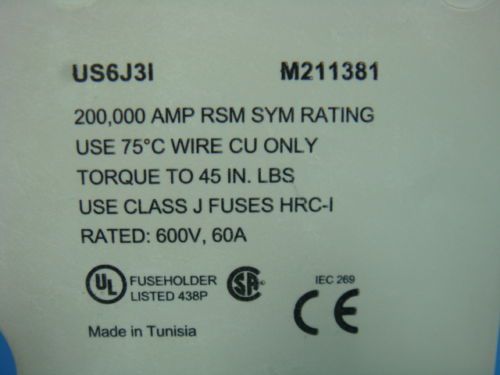 US6J3I M211381
200,000 AMP RSM SYM RATING
USE 75°C WIRE CU ONLY
TORQUE TO 45 IN. LBS
USE CLASS J FUSES HRC-I
RATED: 600V, 60A
UL FUSEHOLDER SA IEC 269
LISTED 438P CE
Made in Tunisia